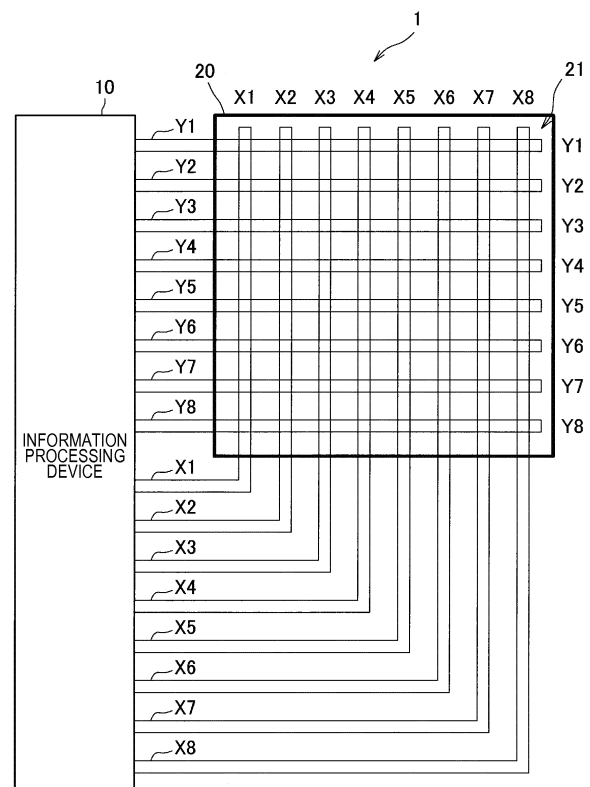 1
10
20
X1 X2 X3 X4 X5 X6 X7 X8
21
Y1 Y1
Y2 Y2
Y3 Y3
Y4 Y4
Y5 Y5
Y6 Y6
Y7 Y7
Y8 Y8
INFORMATION
PROCESSING
DEVICE
X1
X2
X3
X4
X5
X6
X7
X8